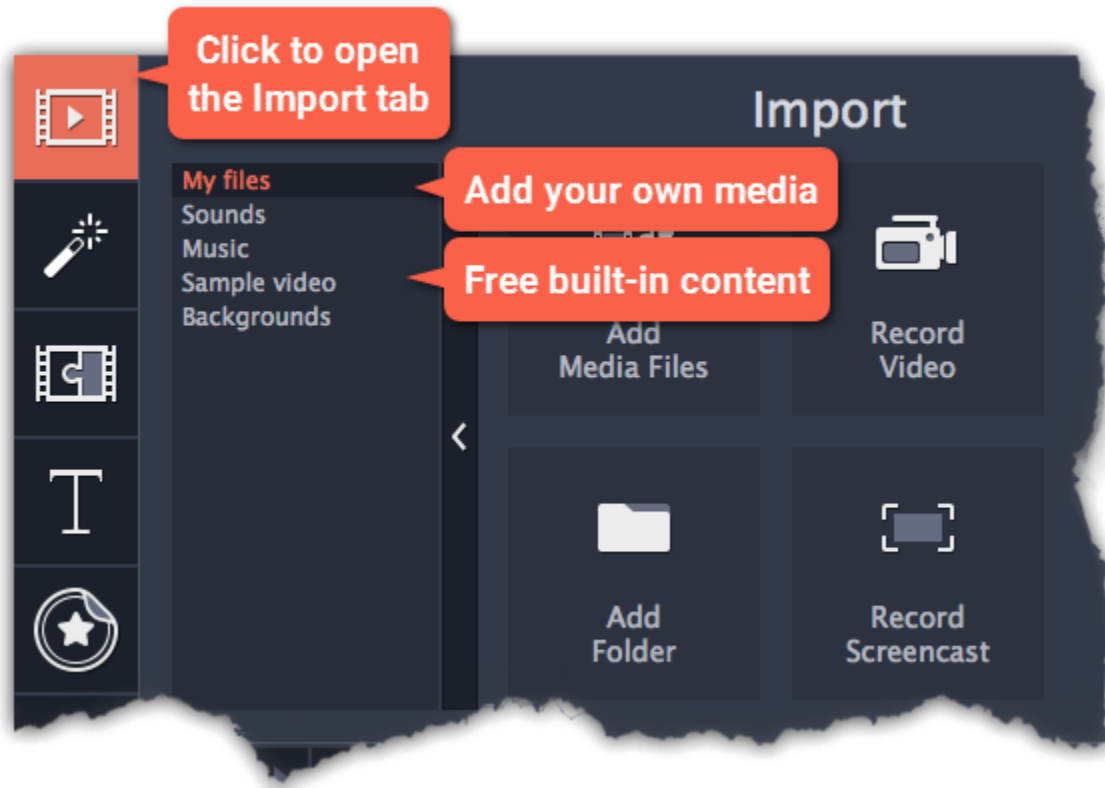 Click to open
the Import tab
Import
My files
Add your own media
Sounds
Music
Sample video
Free built-in content
Backgrounds
Add
Media Files
Record
Video
Add
Folder
Record
Screencast